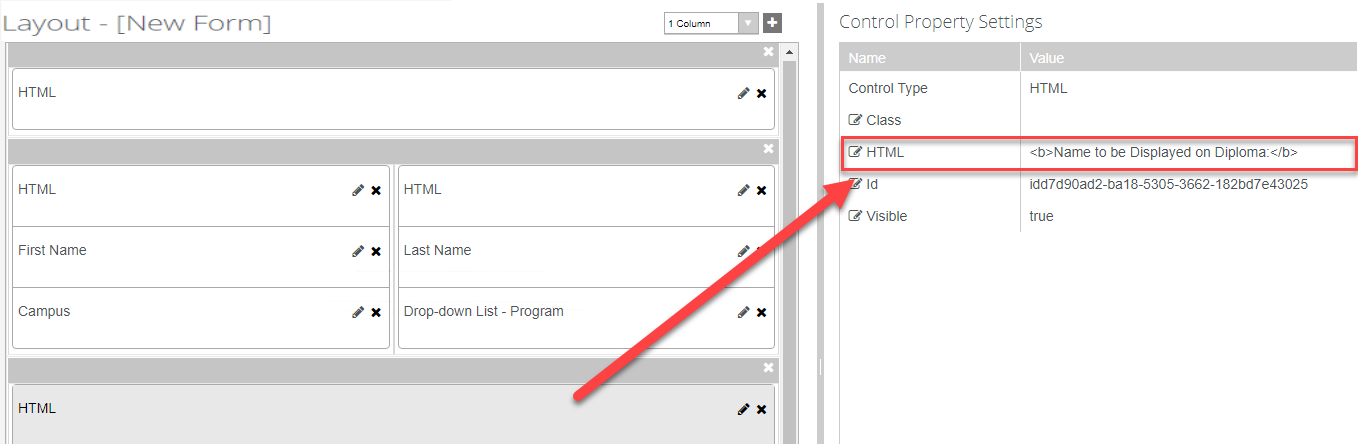 Layout - [New Form]
1 Column
HTML
HTML
HTML
First Name
Last Name
Campus
Drop-down List - Program
HTML
Control Property Settings
Name Value
Control Type HTML
Class
HTML <b>Name to be Displayed on Diploma:</b>
Id idd7d90ad2-ba18-5305-3662-182bd7e43025
Visible true